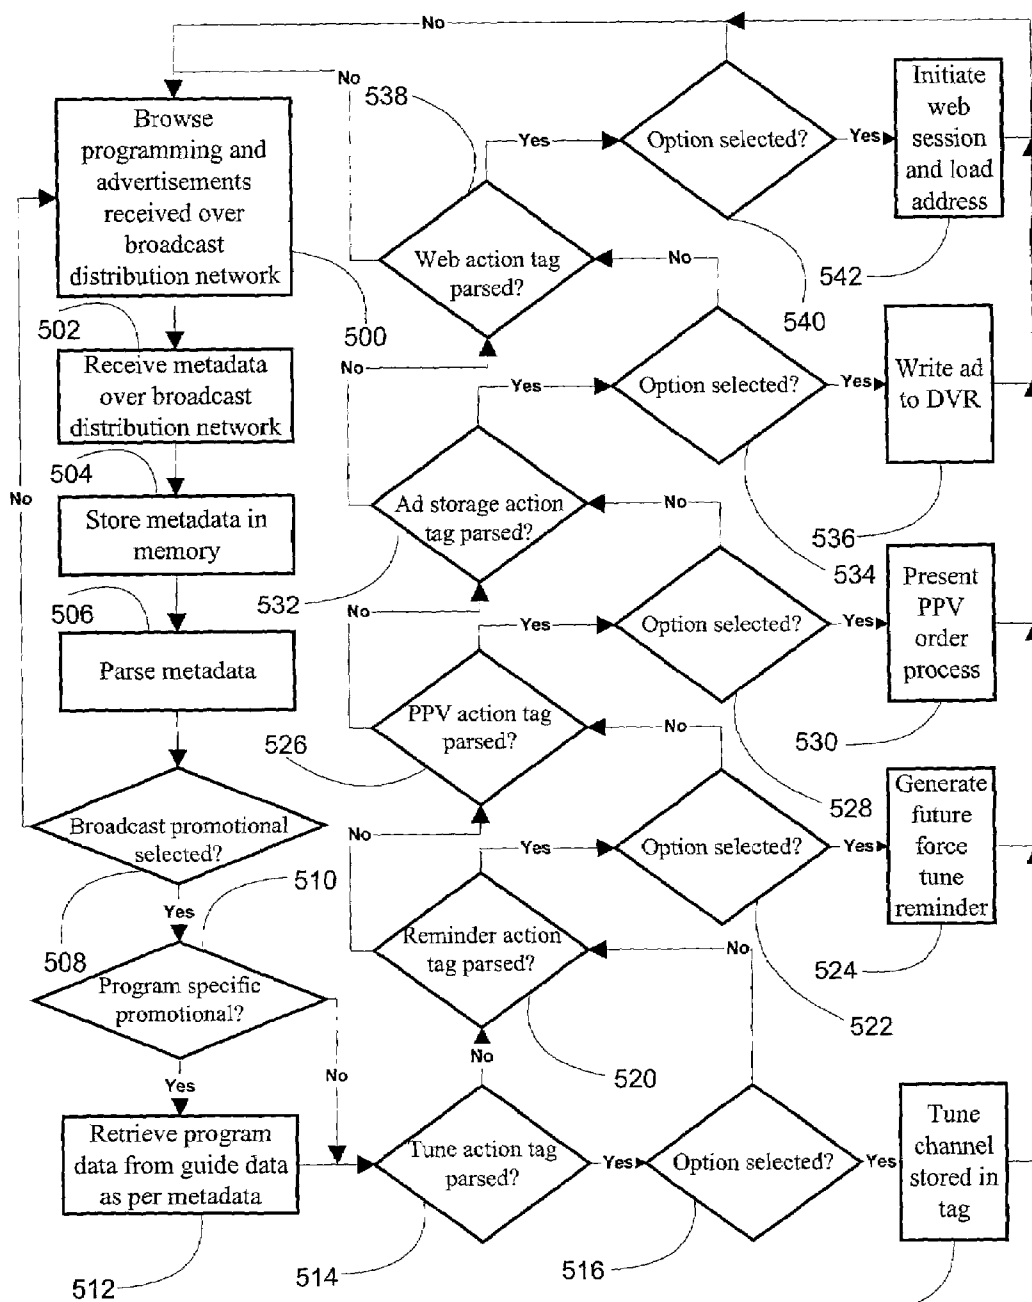 No
No
538
Browse
programming and
advertisements
received over
broadcast
distribution network
Yes
Option selected?
Yes
Initiate
web
session
and load
address
Web action tag
parsed?
No
502
500
540
542
Receive metadata
over broadcast
distribution network
No
Yes
Option selected?
Yes
Write ad
to DVR
504
No
Store metadata in
memory
Ad storage action
tag parsed?
No
532
534
536
506
No
Yes
Option selected?
Yes
Present
PPV
order
process
Parse metadata
PPV action tag
parsed?
No
526
528
530
Broadcast promotional
selected?
No
Yes
Option selected?
Yes
Generate
future
force
tune
reminder
510
Yes
508
Reminder action
tag parsed?
No
524
522
Program specific
promotional?
No
Yes
No
520
Retrieve program
data from guide data
as per metadata
Tune action tag
parsed?
Yes
Option selected?
Yes
Tune
channel
stored in
tag
512
514
516